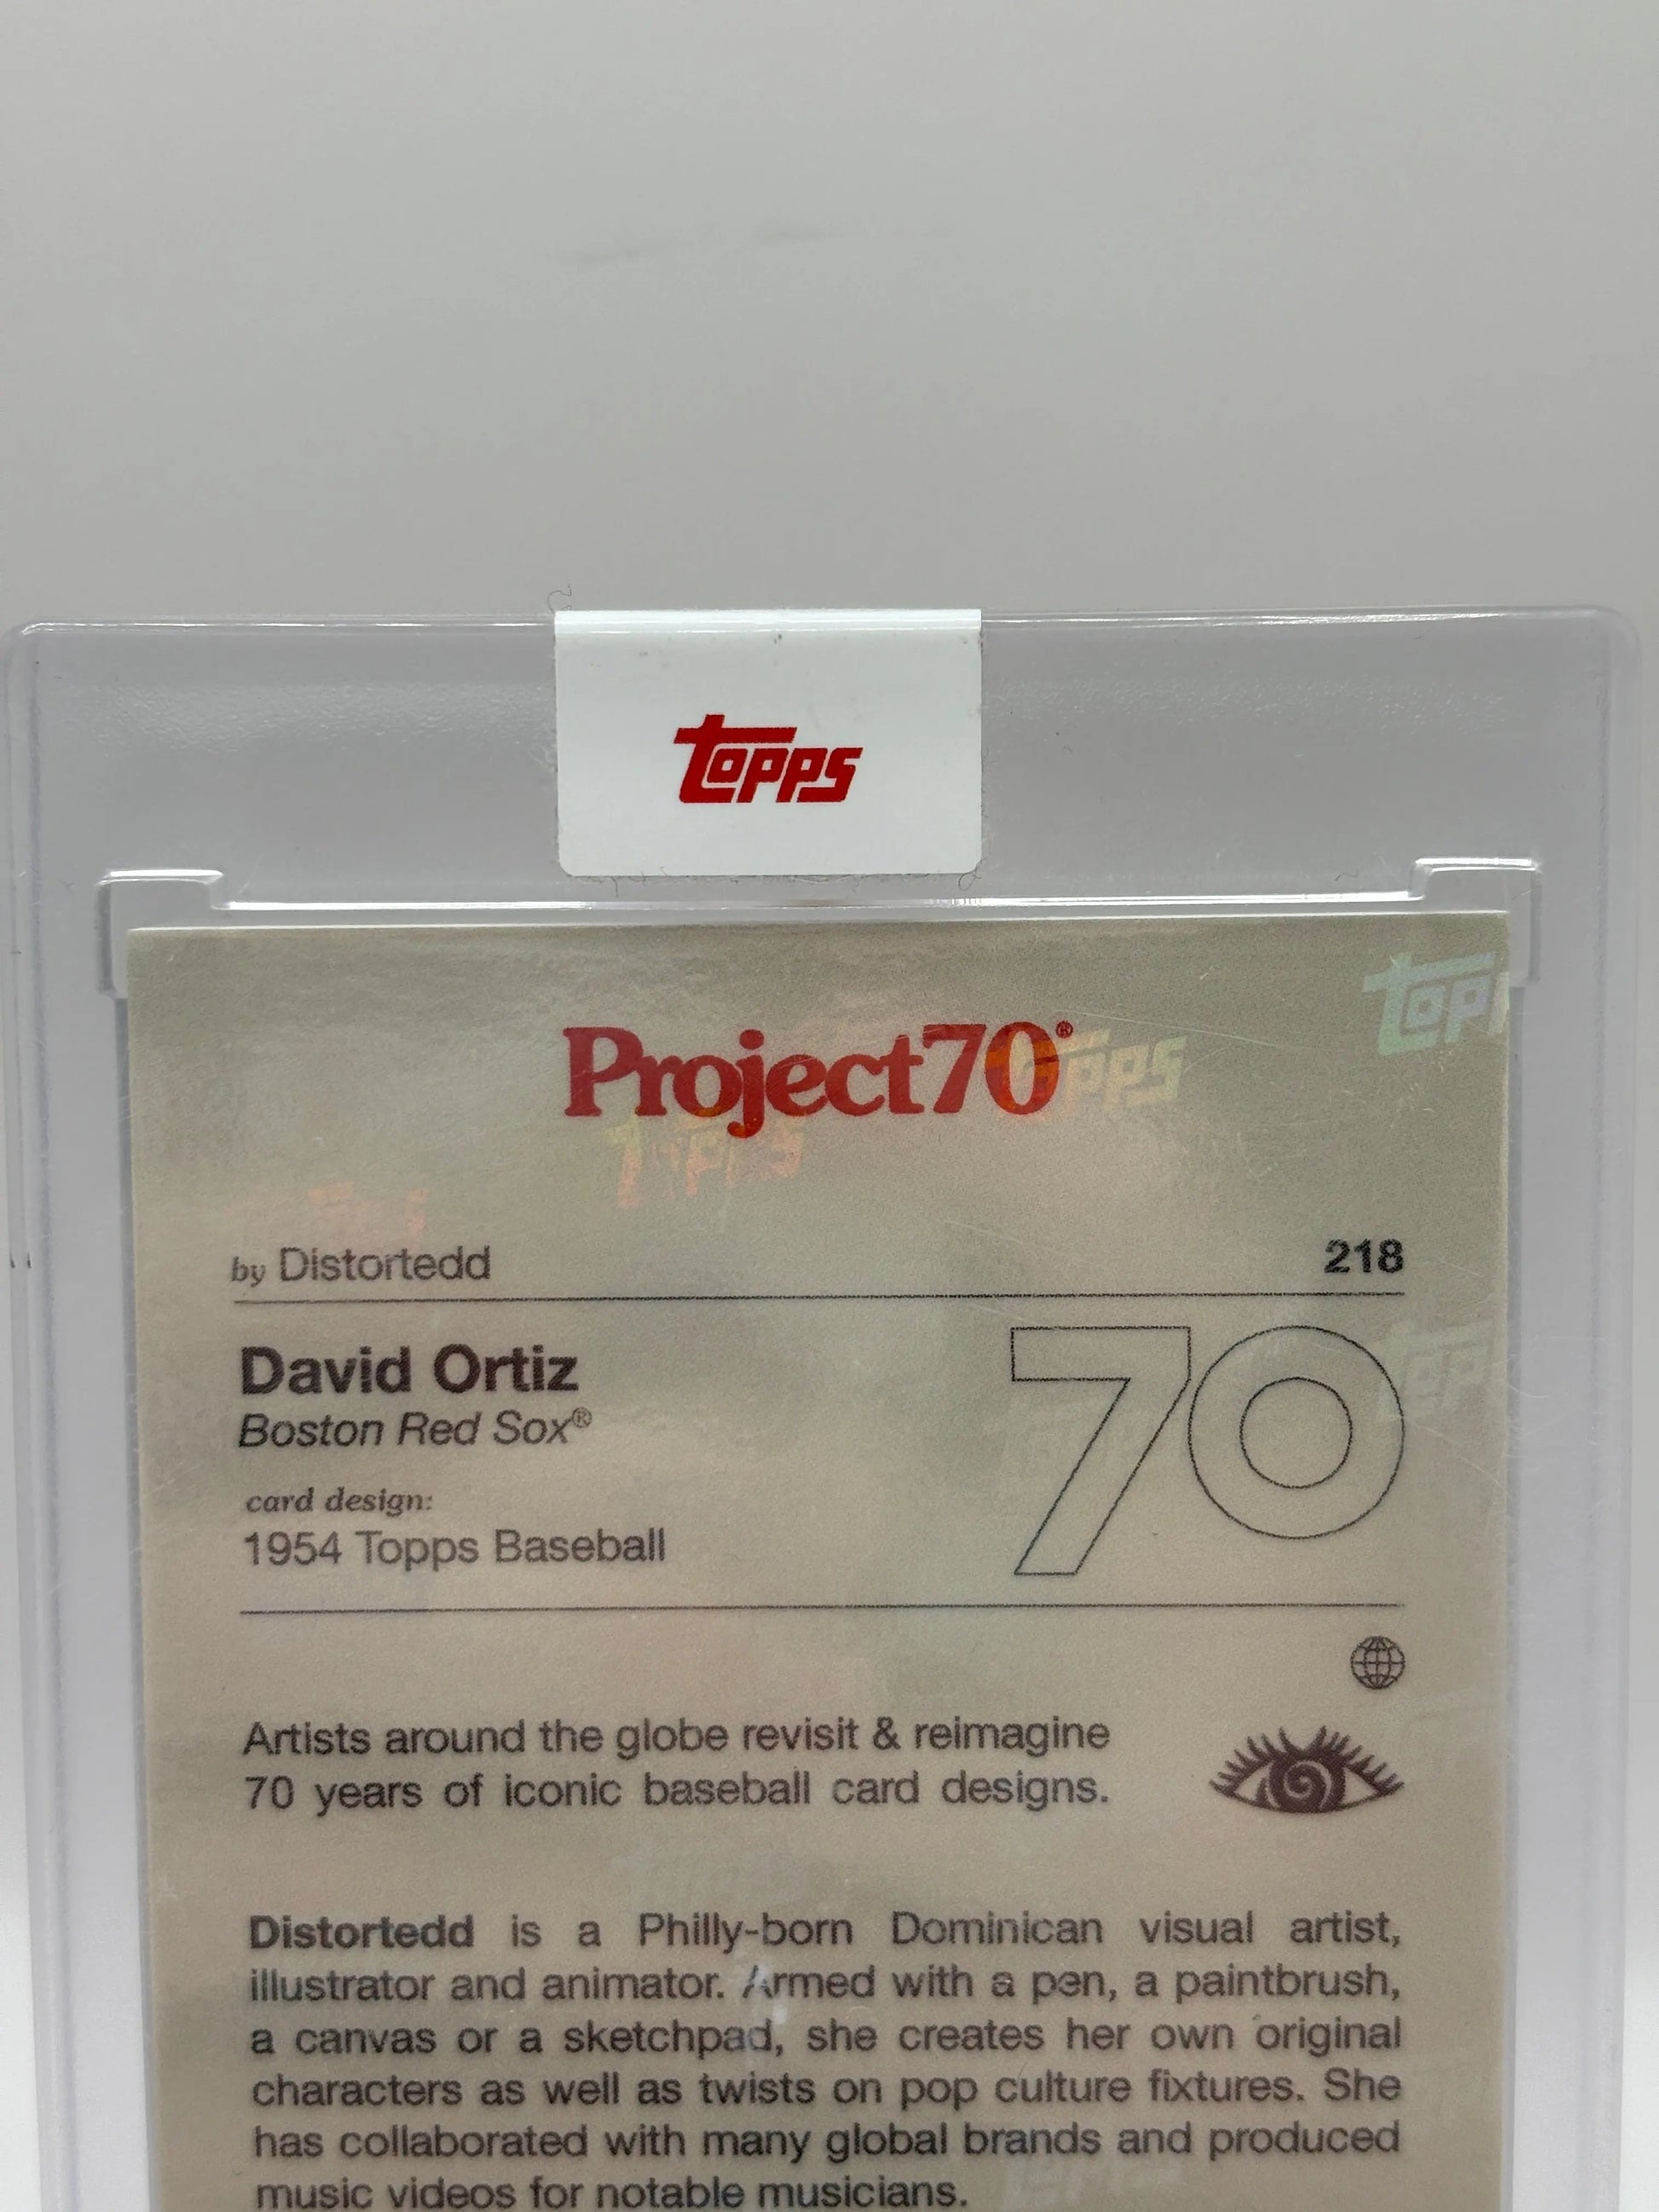 topps
Project70®
topps
by Distortedd
218
David Ortiz
70
Boston Red Sox®
card design:
1954 Topps Baseball
Artists around the globe revisit & reimagine
70 years of iconic baseball card designs.
Distortedd is a Philly-born Dominican visual artist,
illustrator and animator. Armed with a pen, a paintbrush,
a canvas or a sketchpad, she creates her own original
characters as well as twists on pop culture fixtures. She
has collaborated with many global brands and produced
music videos for notable musicians.